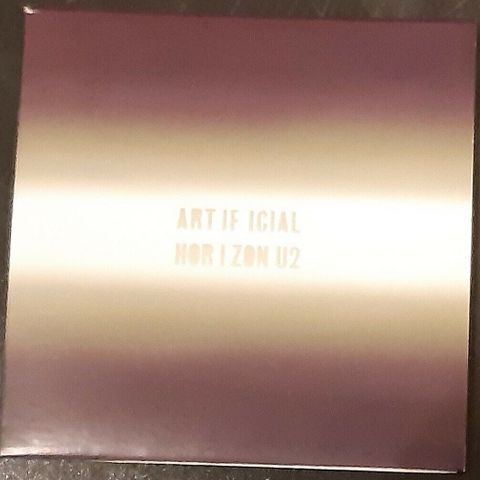 ART IF ICIAL
HOR I ZON U2